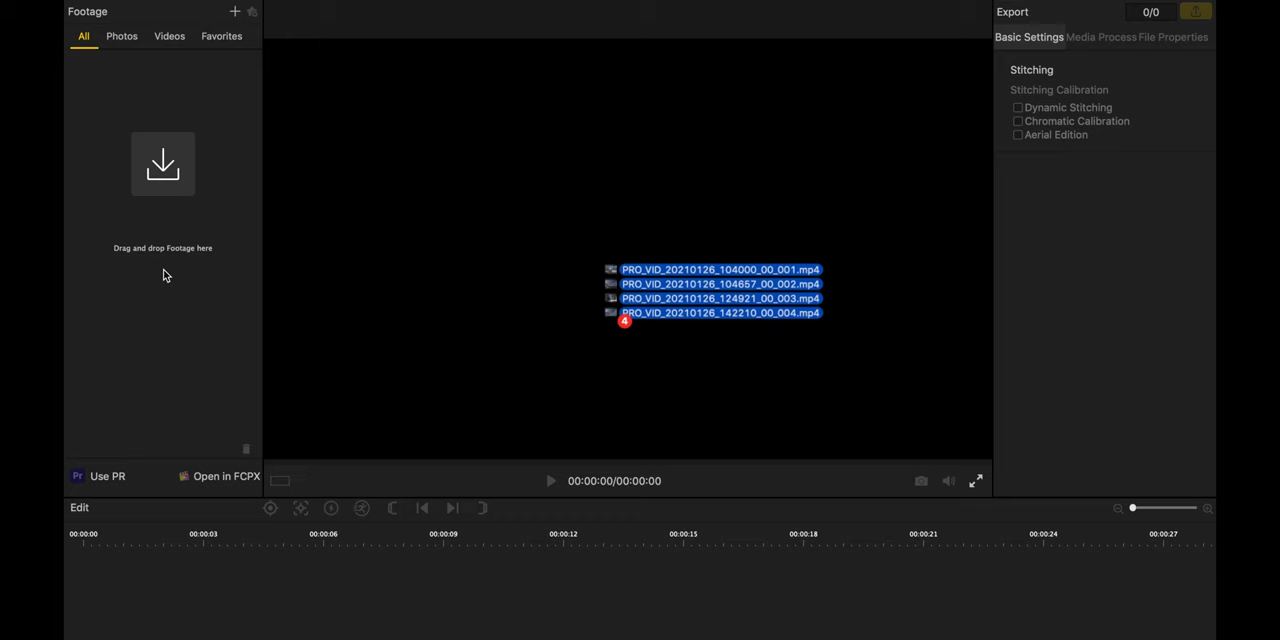 Footage
All Photos Videos Favorites
Drag and drop Footage here
Pr Use PR Open in FCPX
PRO_VID_20210126_104000_00_001.mp4
PRO_VID_20210126_104657_00_002.mp4
PRO_VID_20210126_124921_00_003.mp4
PRO_VID_20210126_142210_00_004.mp4
4
00:00:00/00:00:00
Export 0/0
Basic Settings Media Process File Properties
Stitching
Stitching Calibration
Dynamic Stitching
Chromatic Calibration
Aerial Edition
Edit
00:00:00 00:00:03 00:00:06 00:00:09 00:00:12 00:00:15 00:00:18 00:00:21 00:00:24 00:00:27